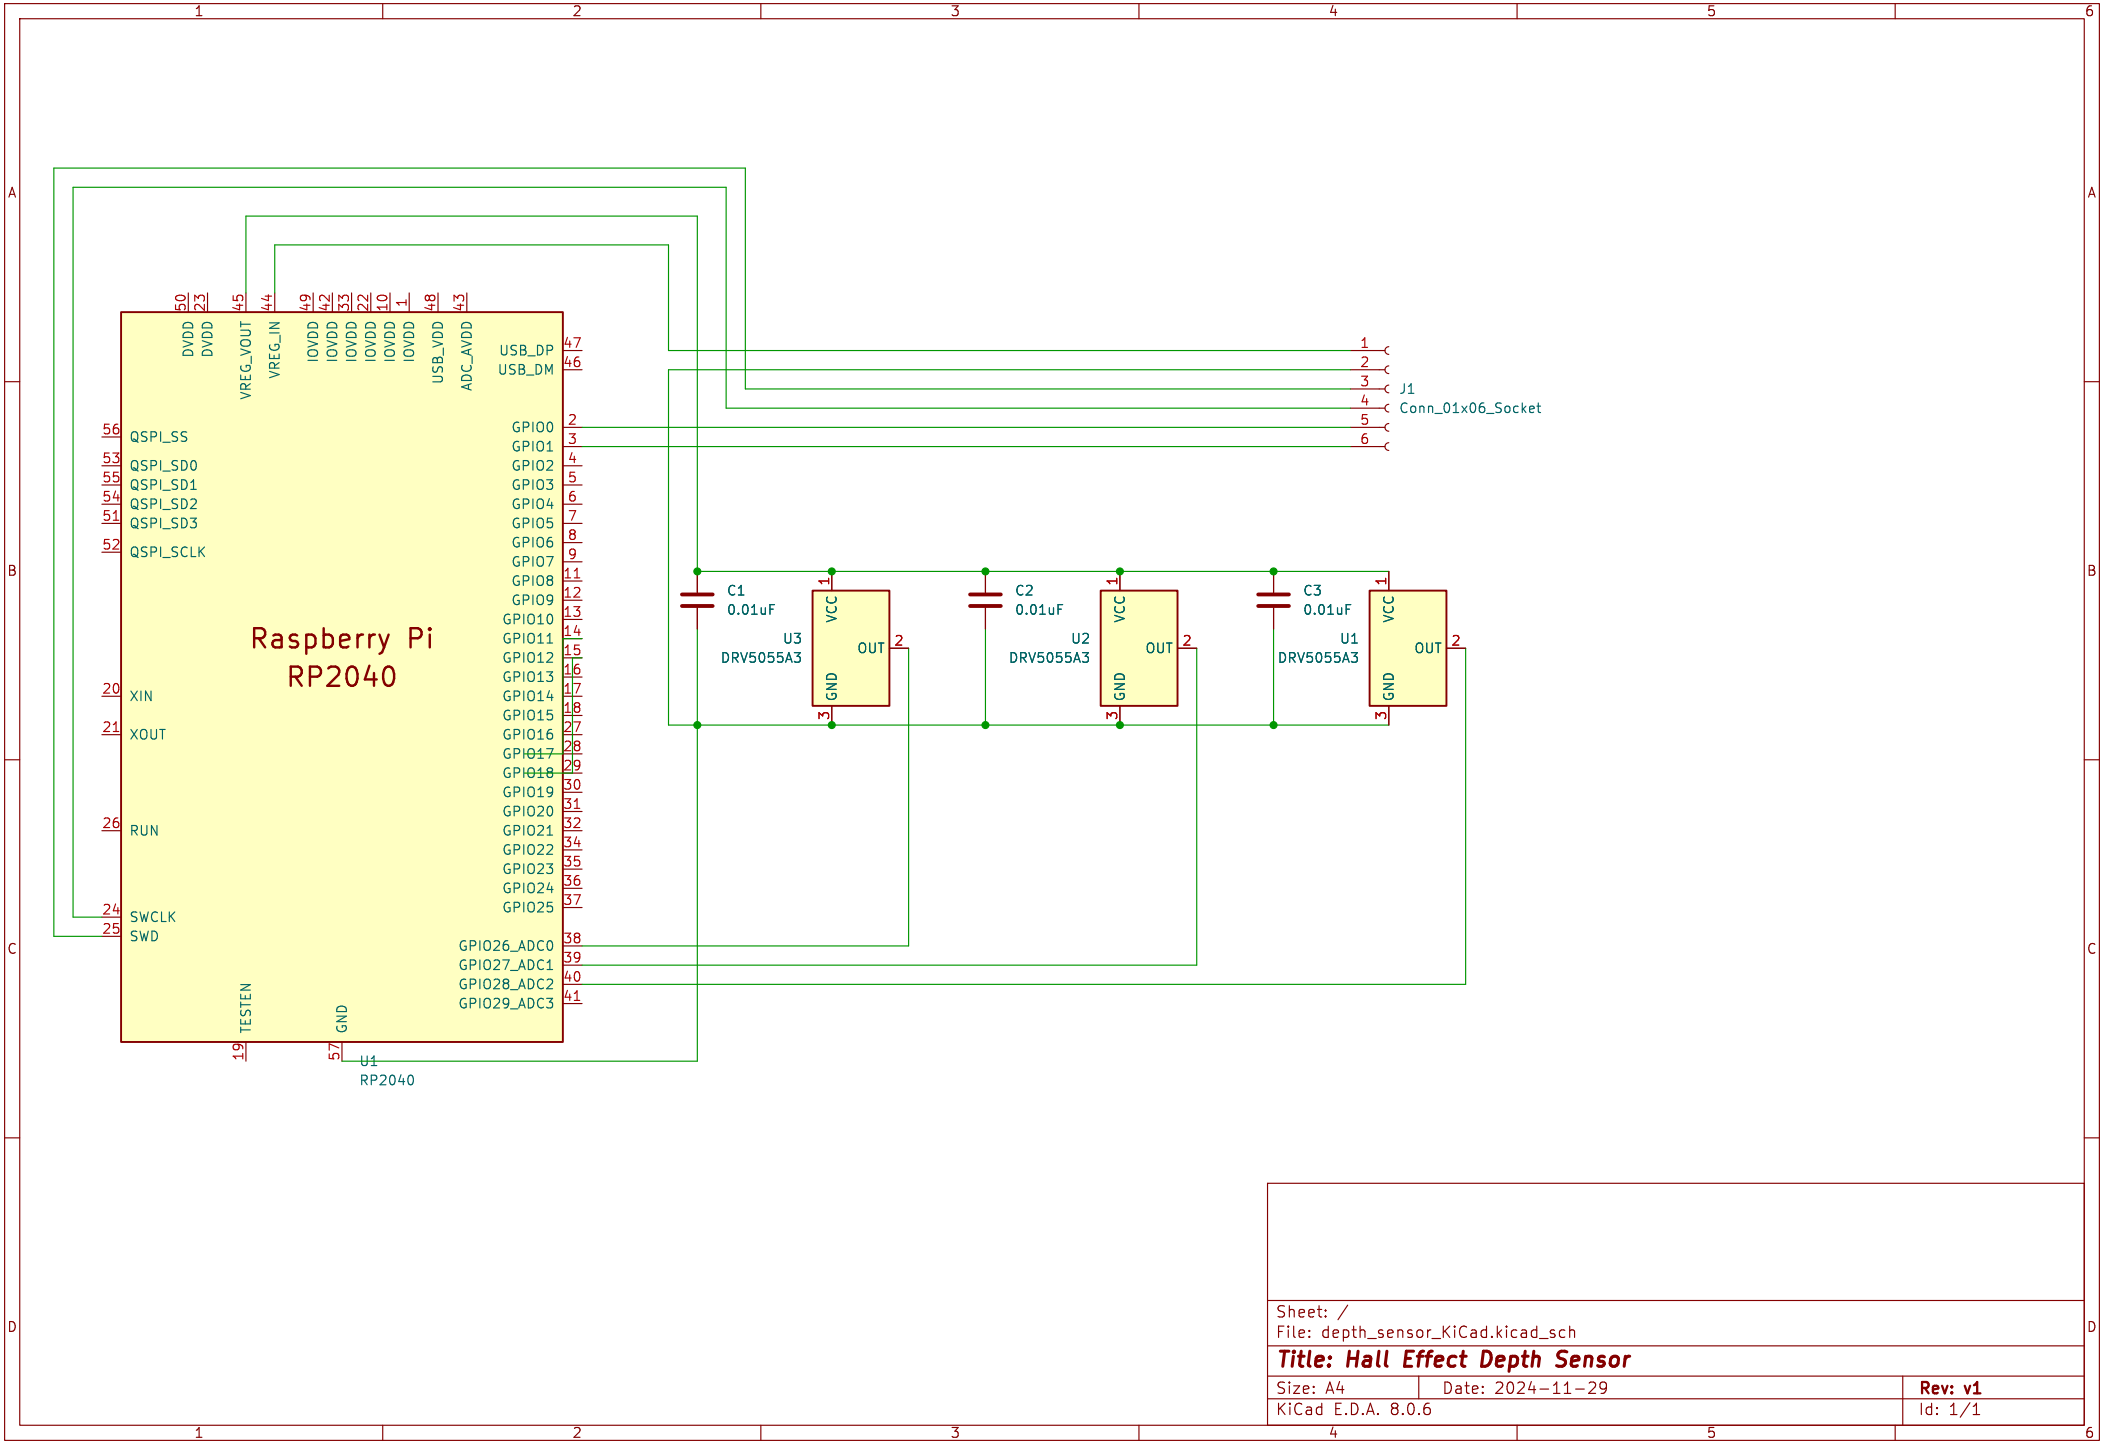 1 2 3 4 5 6
A A
50 23 45 44 49 42 33 22 10 1 48 43
DVDD DVDD VREG_VOUT VREG_IN IOVDD IOVDD IOVDD IOVDD IOVDD IOVDD USB_VDD ADC_AVDD
USB_DP 47
USB_DM 46
1
2
3 J1
4 Conn_01x06_Socket
5
6
56 QSPI_SS
53 QSPI_SD0
55 QSPI_SD1
54 QSPI_SD2
51 QSPI_SD3
52 QSPI_SCLK
GPIO0 2
GPIO1 3
GPIO2 4
GPIO3 5
GPIO4 6
GPIO5 7
GPIO6 8
GPIO7 9
GPIO8 11
GPIO9 12
GPIO10 13
GPIO11 14
GPIO12 15
GPIO13 16
GPIO14 17
GPIO15 18
GPIO16 27
GPIO17 28
GPIO18 29
GPIO19 30
GPIO20 31
GPIO21 32
GPIO22 34
GPIO23 35
GPIO24 36
GPIO25 37
B B
Raspberry Pi
RP2040
20 XIN
21 XOUT
26 RUN
24 SWCLK
25 SWD
C1
0.01uF
1 VCC
U3
DRV5055A3
OUT 2
GND 3
C2
0.01uF
1 VCC
U2
DRV5055A3
OUT 2
GND 3
C3
0.01uF
1 VCC
U1
DRV5055A3
OUT 2
GND 3
C C
GPIO26_ADC0 38
GPIO27_ADC1 39
GPIO28_ADC2 40
GPIO29_ADC3 41
TESTEN GND
19 57
U1
RP2040
D D
Sheet: /
File: depth_sensor_KiCad.kicad_sch
Title: Hall Effect Depth Sensor
Size: A4 Date: 2024-11-29 Rev: v1
KiCad E.D.A. 8.0.6 Id: 1/1
1 2 3 4 5 6